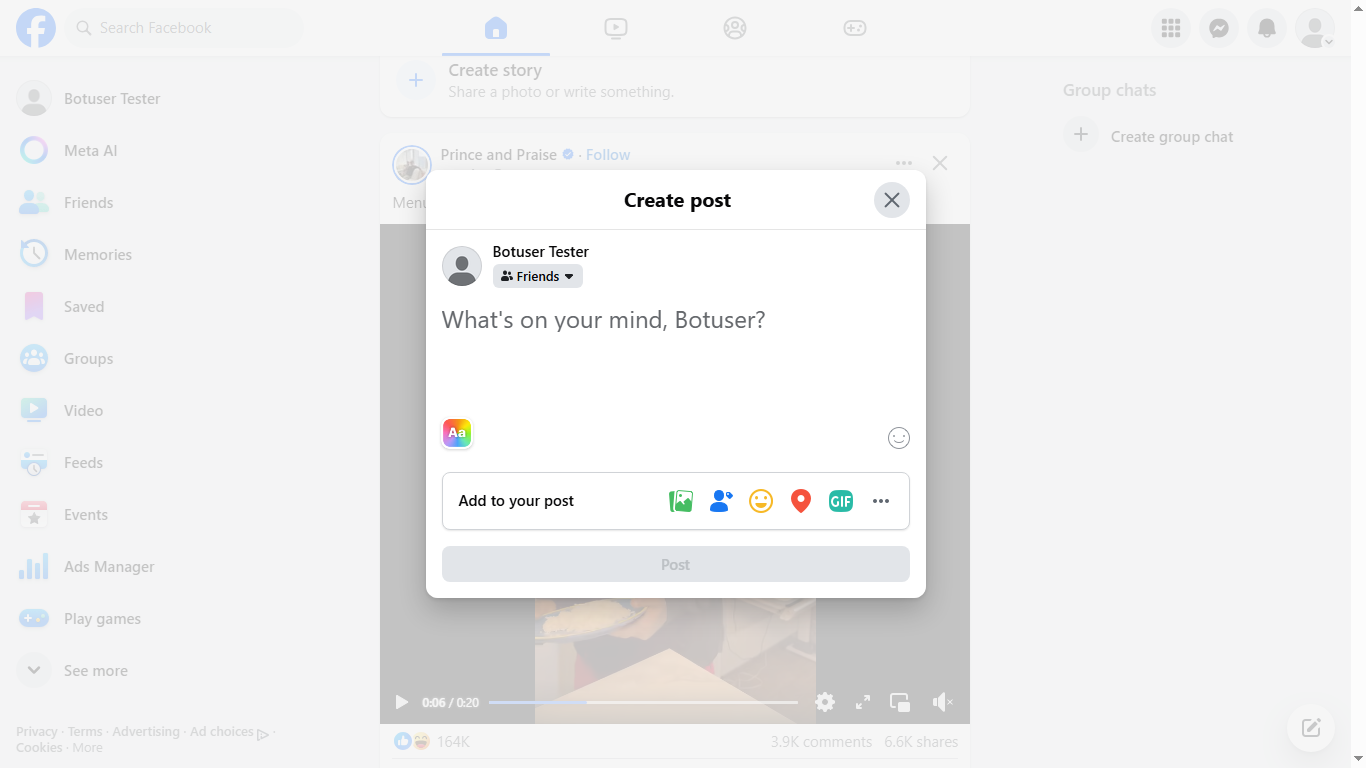 Search Facebook
Botuser Tester
Meta AI
Friends
Memories
Saved
Groups
Video
Feeds
Events
Ads Manager
Play games
See more
Privacy · Terms · Advertising · Ad choices ·
Cookies · More
Create story
Share a photo or write something.
Prince and Praise · Follow
Create post
Botuser Tester
Friends
What's on your mind, Botuser?
Aa
Add to your post
GIF
Post
0:06 / 0:20
164K
3.9K comments 6.6K shares
Group chats
Create group chat